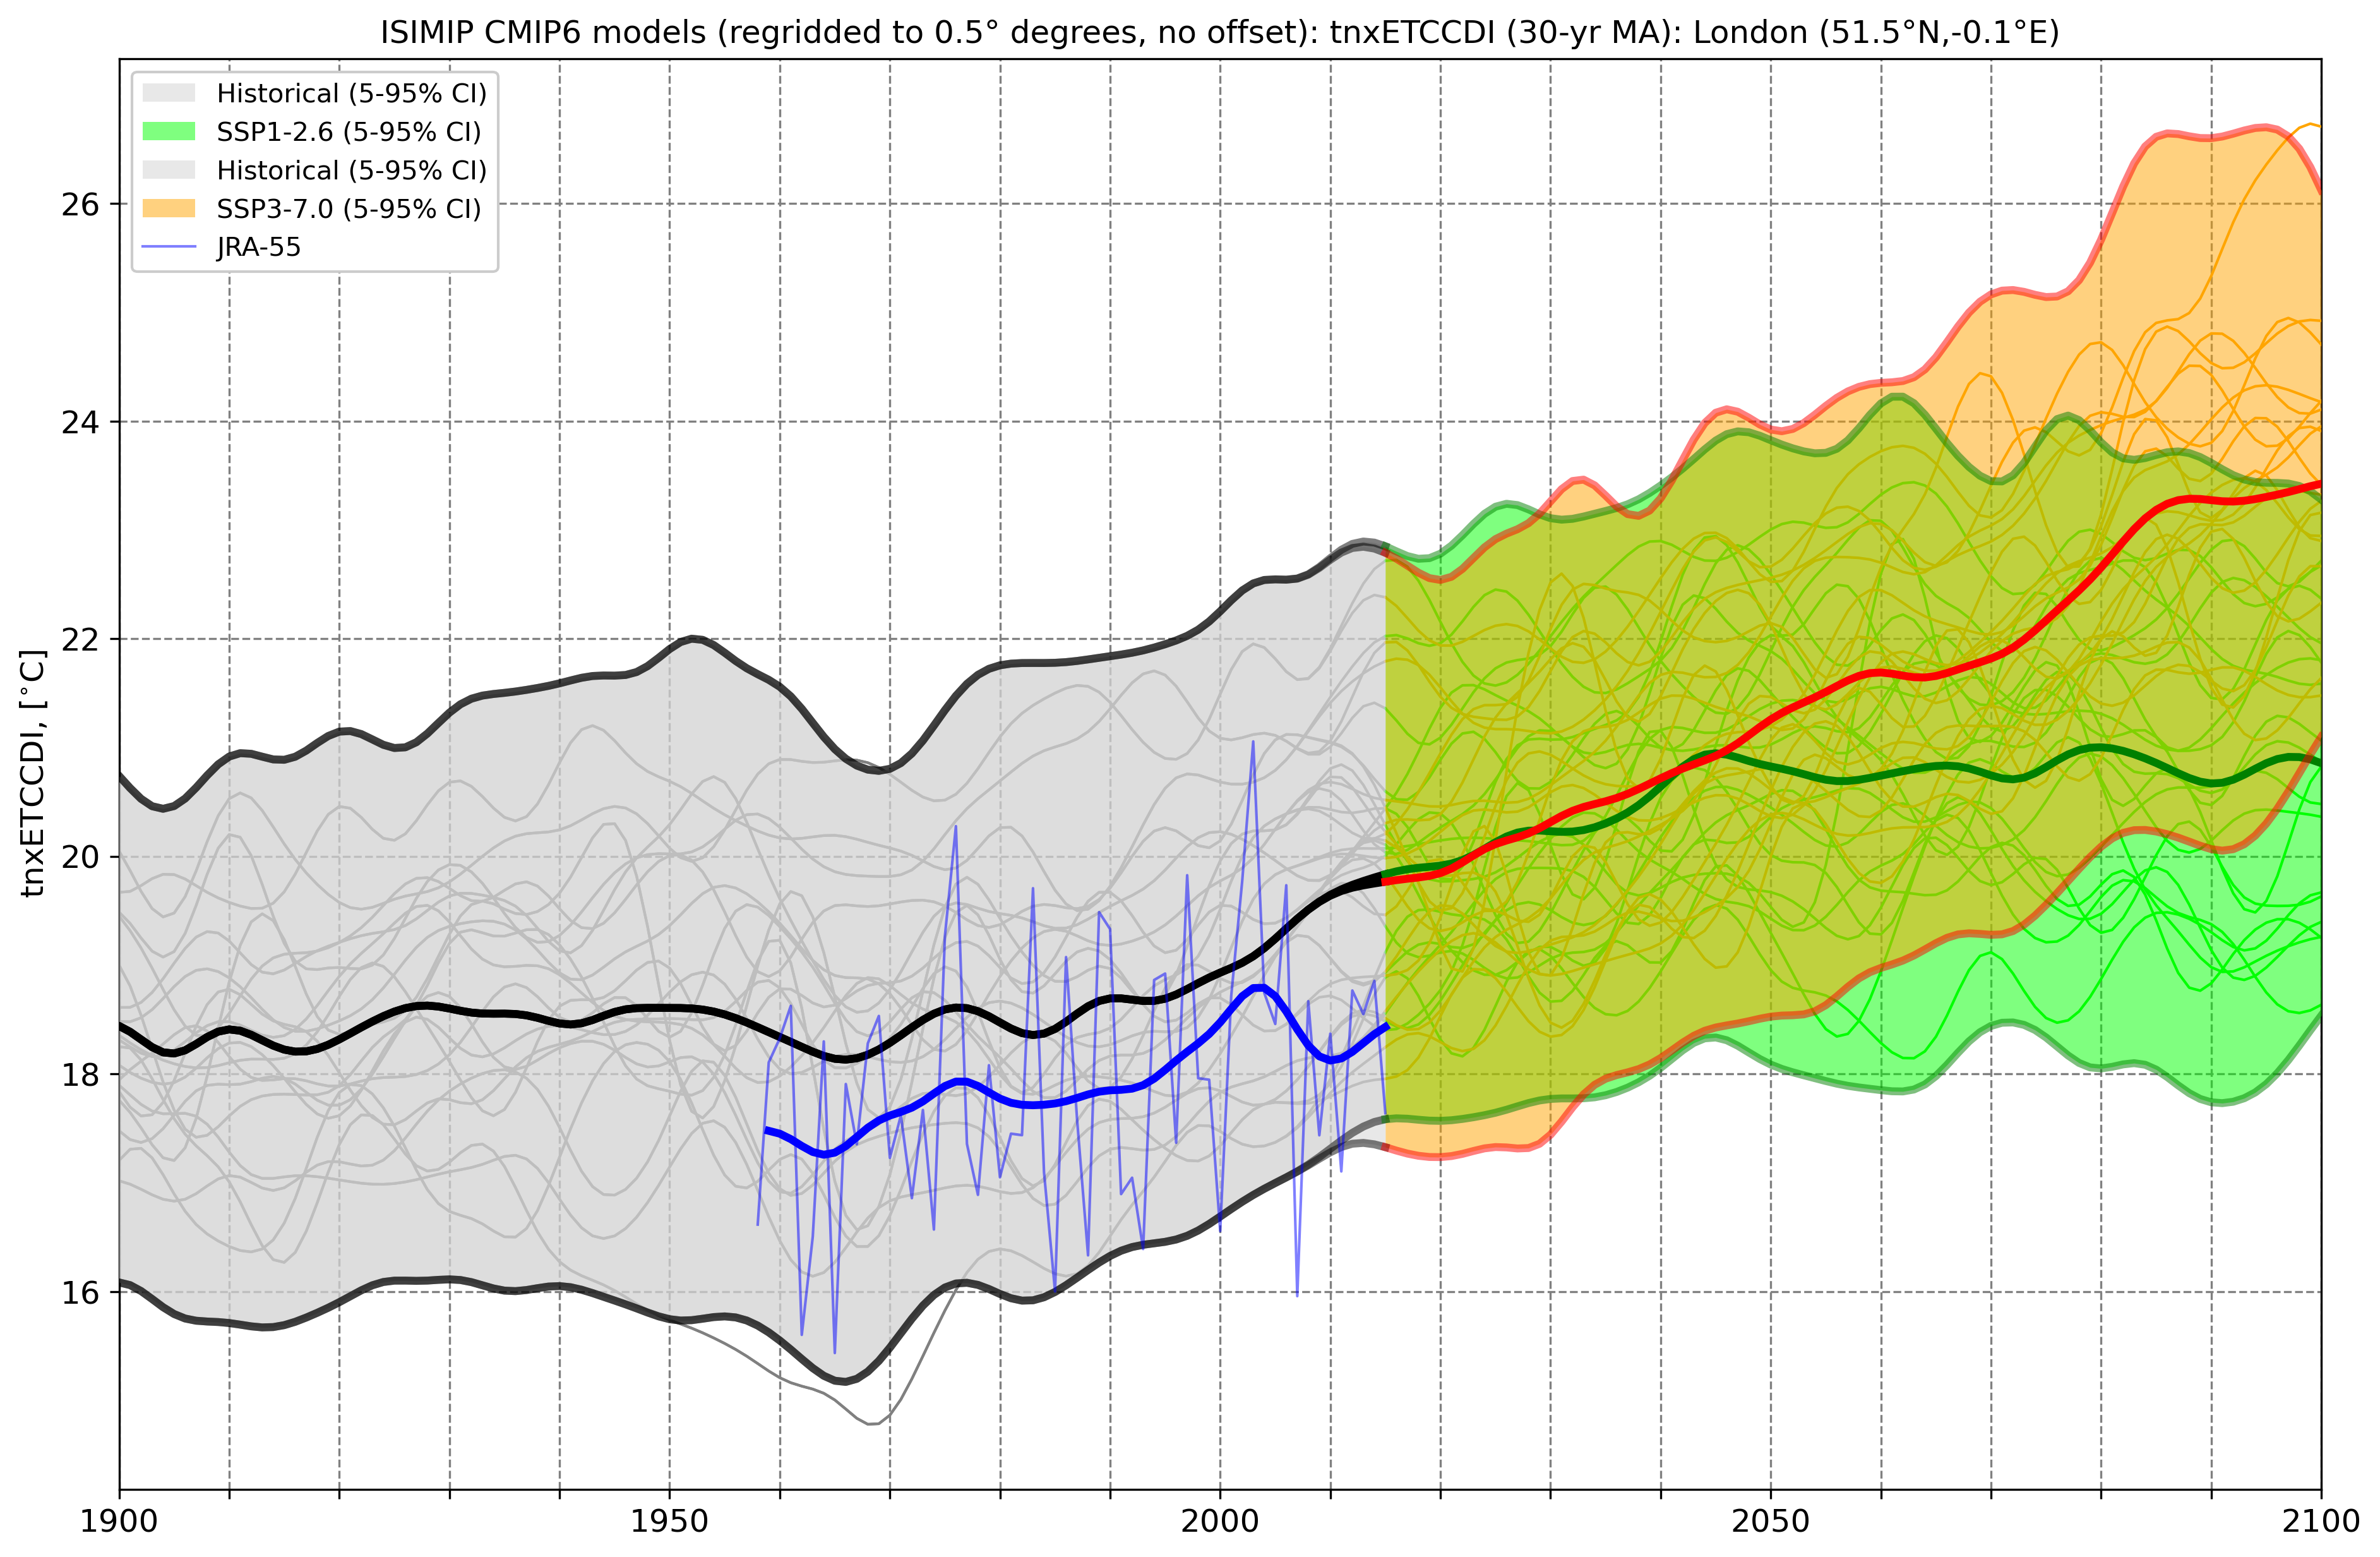 ISIMIP CMIP6 models (regridded to 0.5° degrees, no offset): tnxETCCDI (30-yr MA): London (51.5°N,-0.1°E)
Historical (5-95% CI)
SSP1-2.6 (5-95% CI)
Historical (5-95% CI)
SSP3-7.0 (5-95% CI)
JRA-55
tnxETCCDI, [°C]
26
24
22
20
18
16
1900
1950
2000
2050
2100